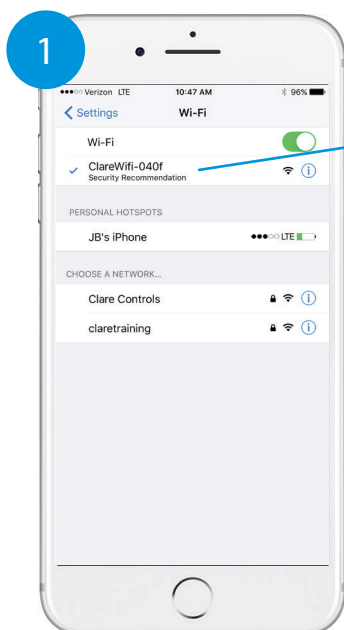 1
Verizon LTE 10:47 AM 96%
Settings Wi-Fi
Wi-Fi
ClareWifi-040f
Security Recommendation
PERSONAL HOTSPOTS
JB's iPhone LTE
CHOOSE A NETWORK...
Clare Controls
claretraining